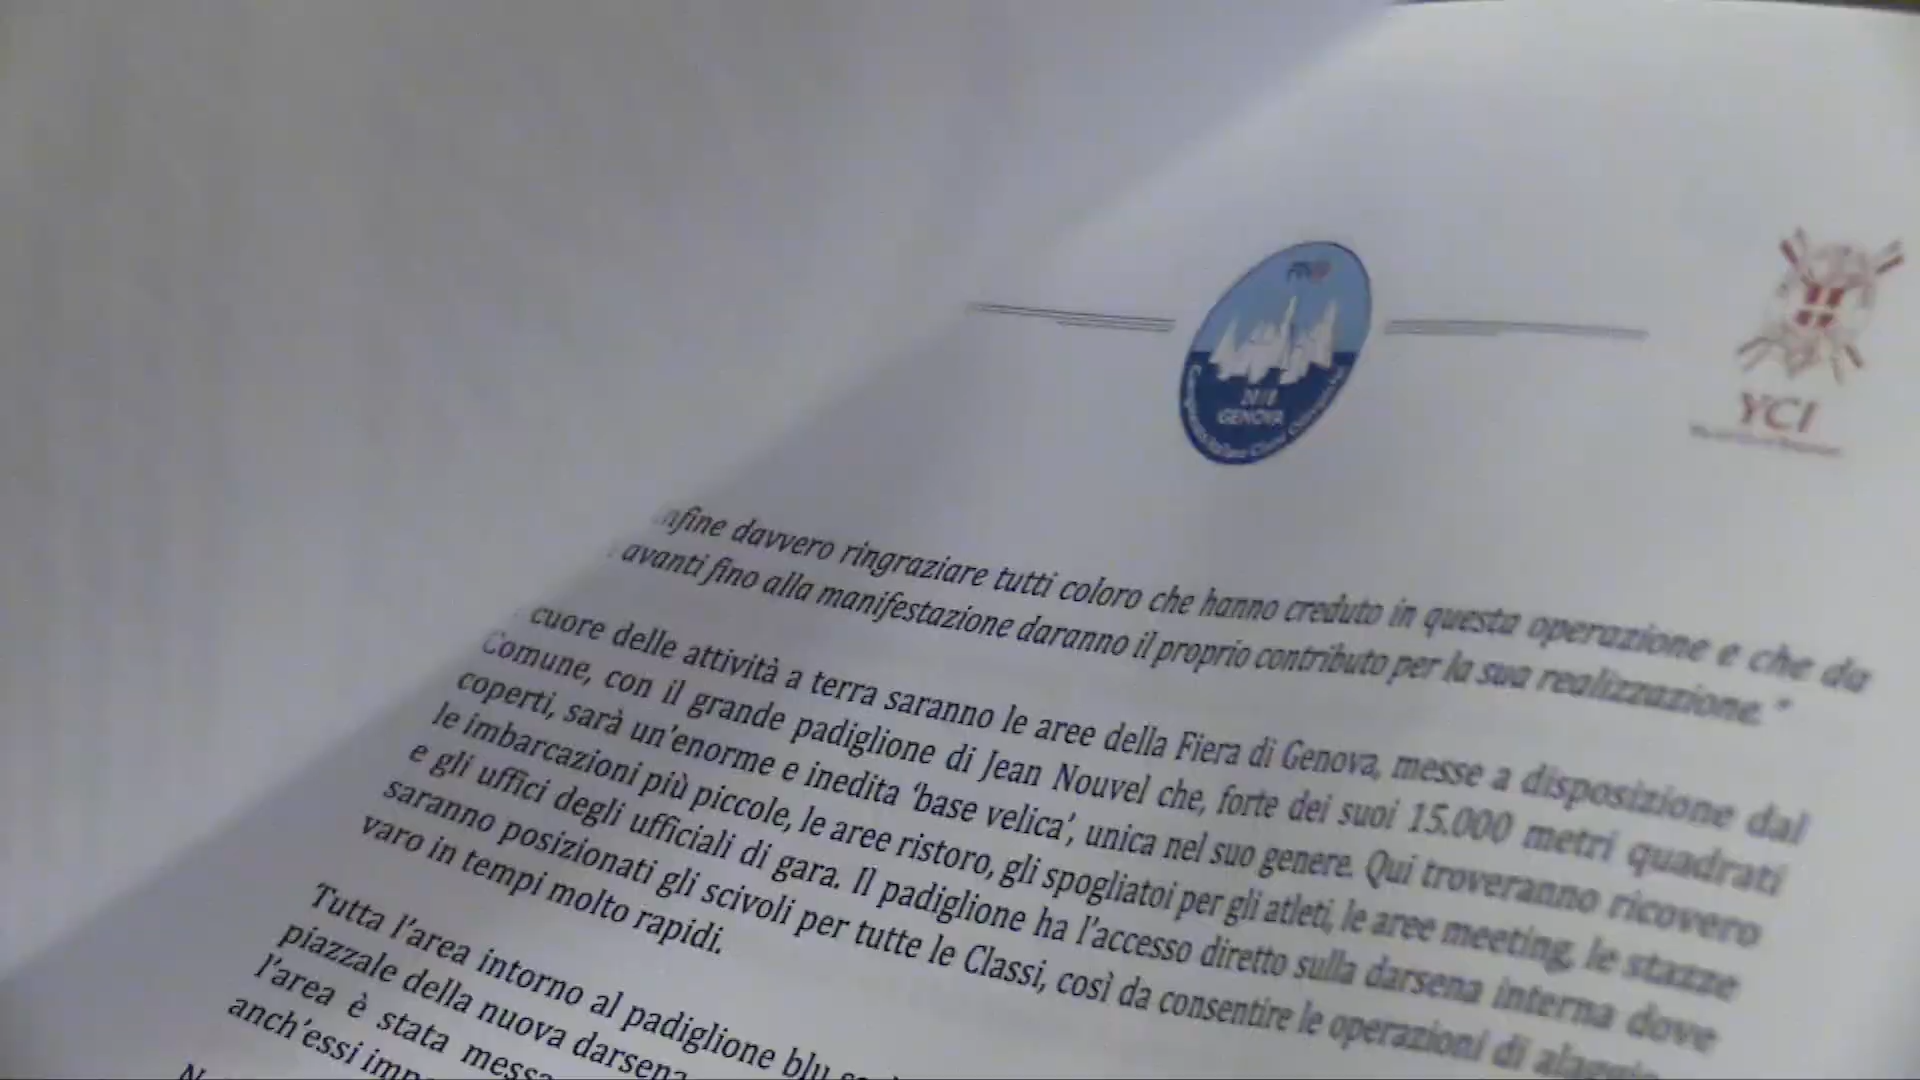 2018
GENOVA
YCI
nfine davvero ringraziare tutti coloro che hanno creduto in questa operazione e che da
avanti fino alla manifestazione daranno il proprio contributo per la sua realizzazione."
cuore delle attività a terra saranno le aree della Fiera di Genova, messe a disposizione dal
Comune, con il grande padiglione di Jean Nouvel che, forte dei suoi 15.000 metri quadrati
coperti, sarà un'enorme e inedita 'base velica', unica nel suo genere. Qui troveranno ricovero
le imbarcazioni più piccole, le aree ristoro, gli spogliatoi per gli atleti, le aree meeting, le stazze
e gli uffici degli ufficiali di gara. Il padiglione ha l'accesso diretto sulla darsena interna dove
saranno posizionati gli scivoli per tutte le Classi, così da consentire le operazioni di alaggio
varo in tempi molto rapidi.
Tutta l'area intorno al padiglione blu
piazzale della nuova darsena
l'area è stata messa
anch'essi